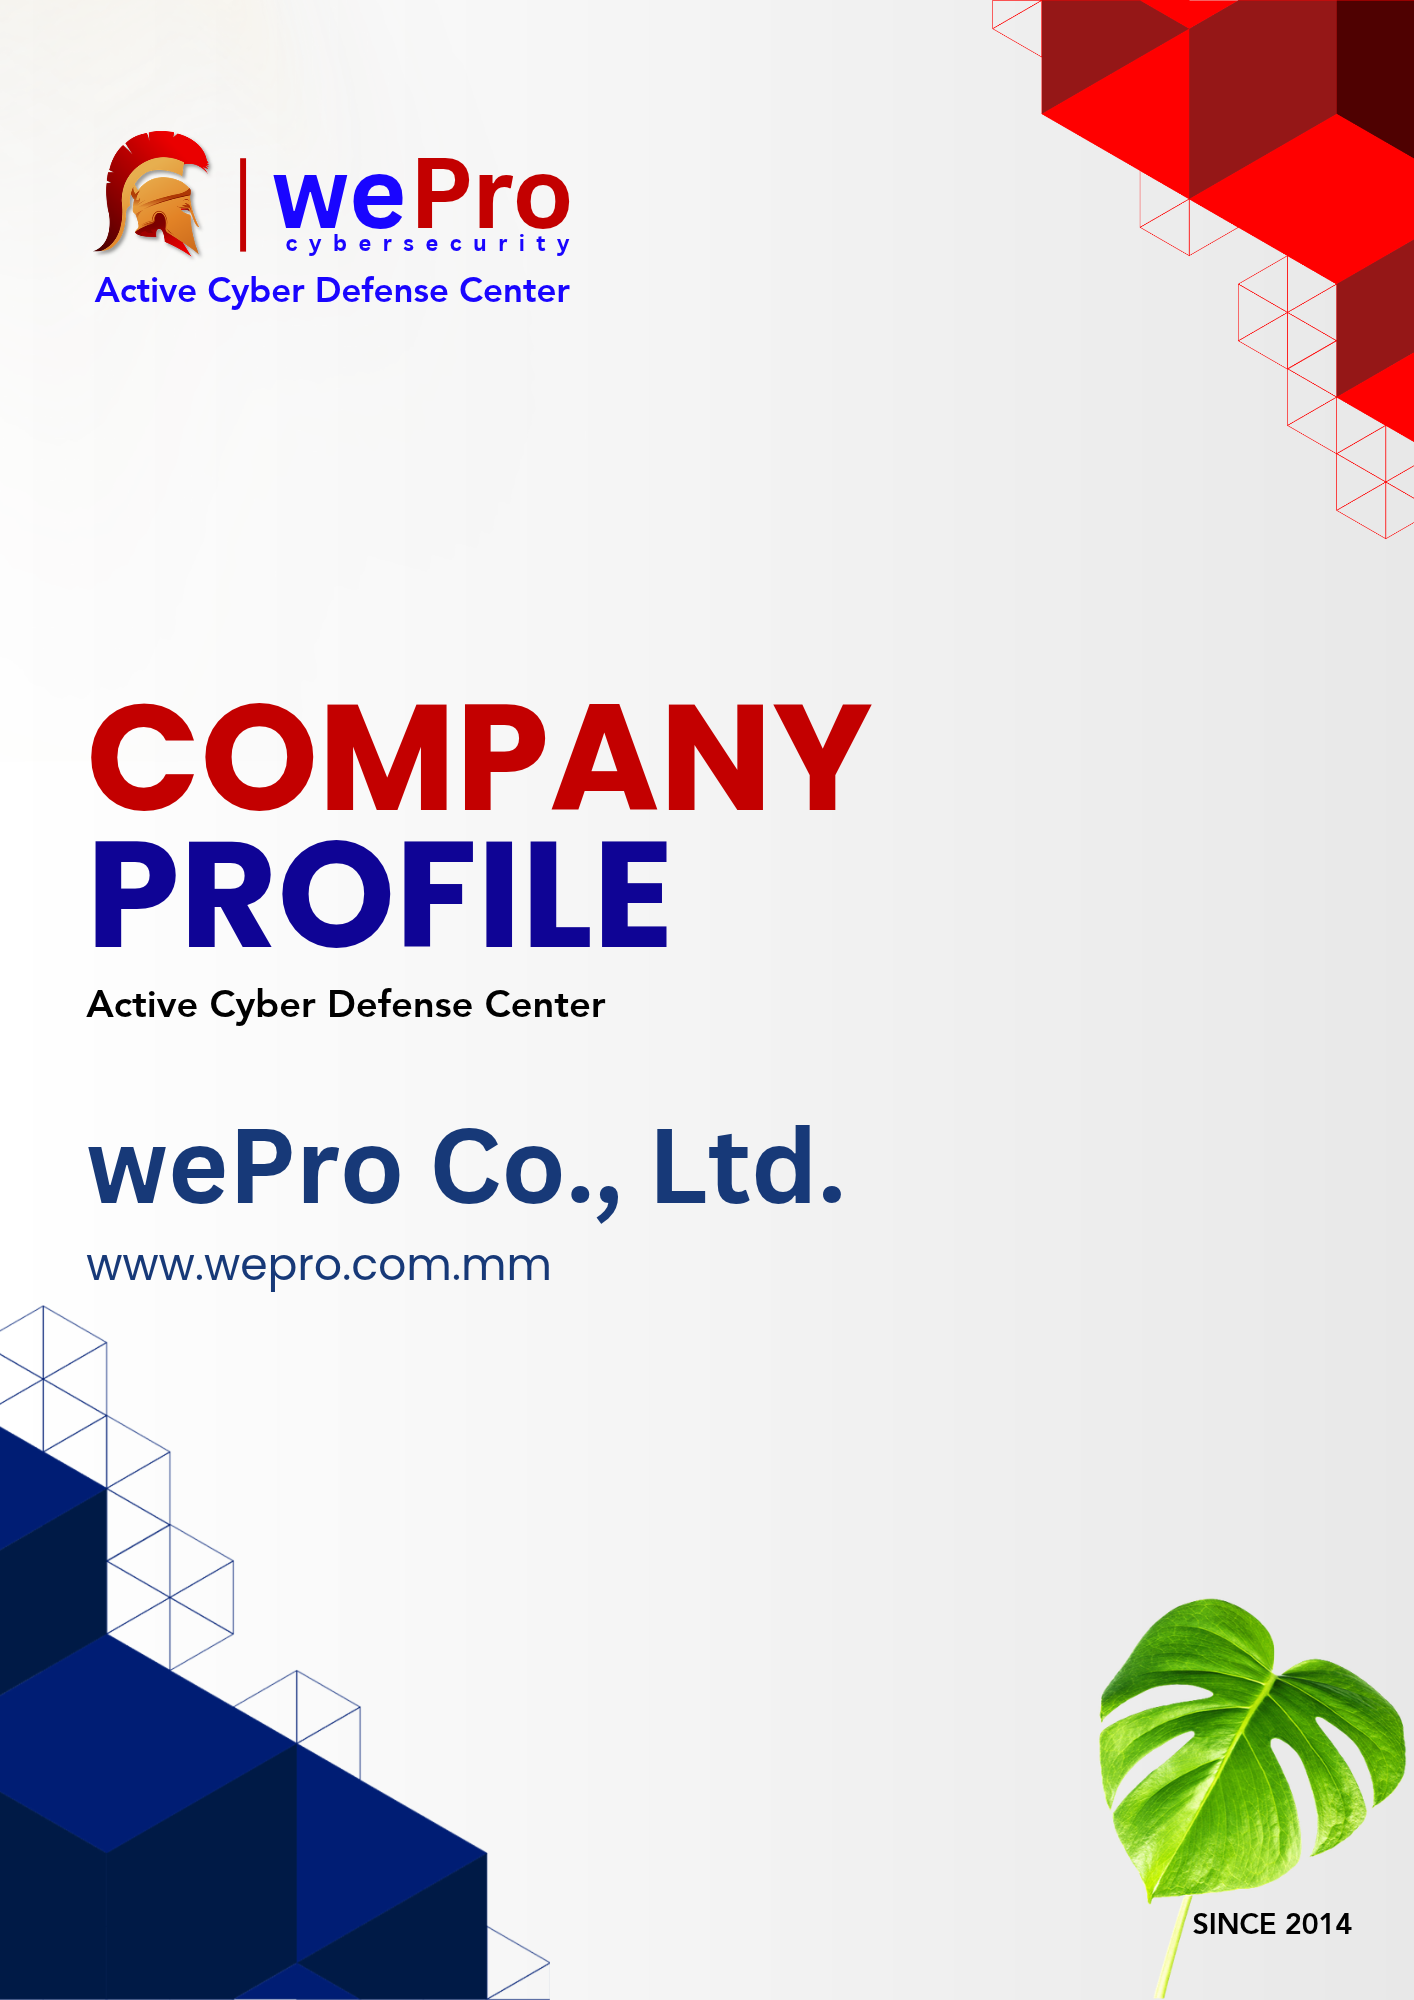 wePro
cybersecurity
Active Cyber Defense Center
COMPANY
PROFILE
Active Cyber Defense Center
wePro Co., Ltd.
www.wepro.com.mm
SINCE 2014